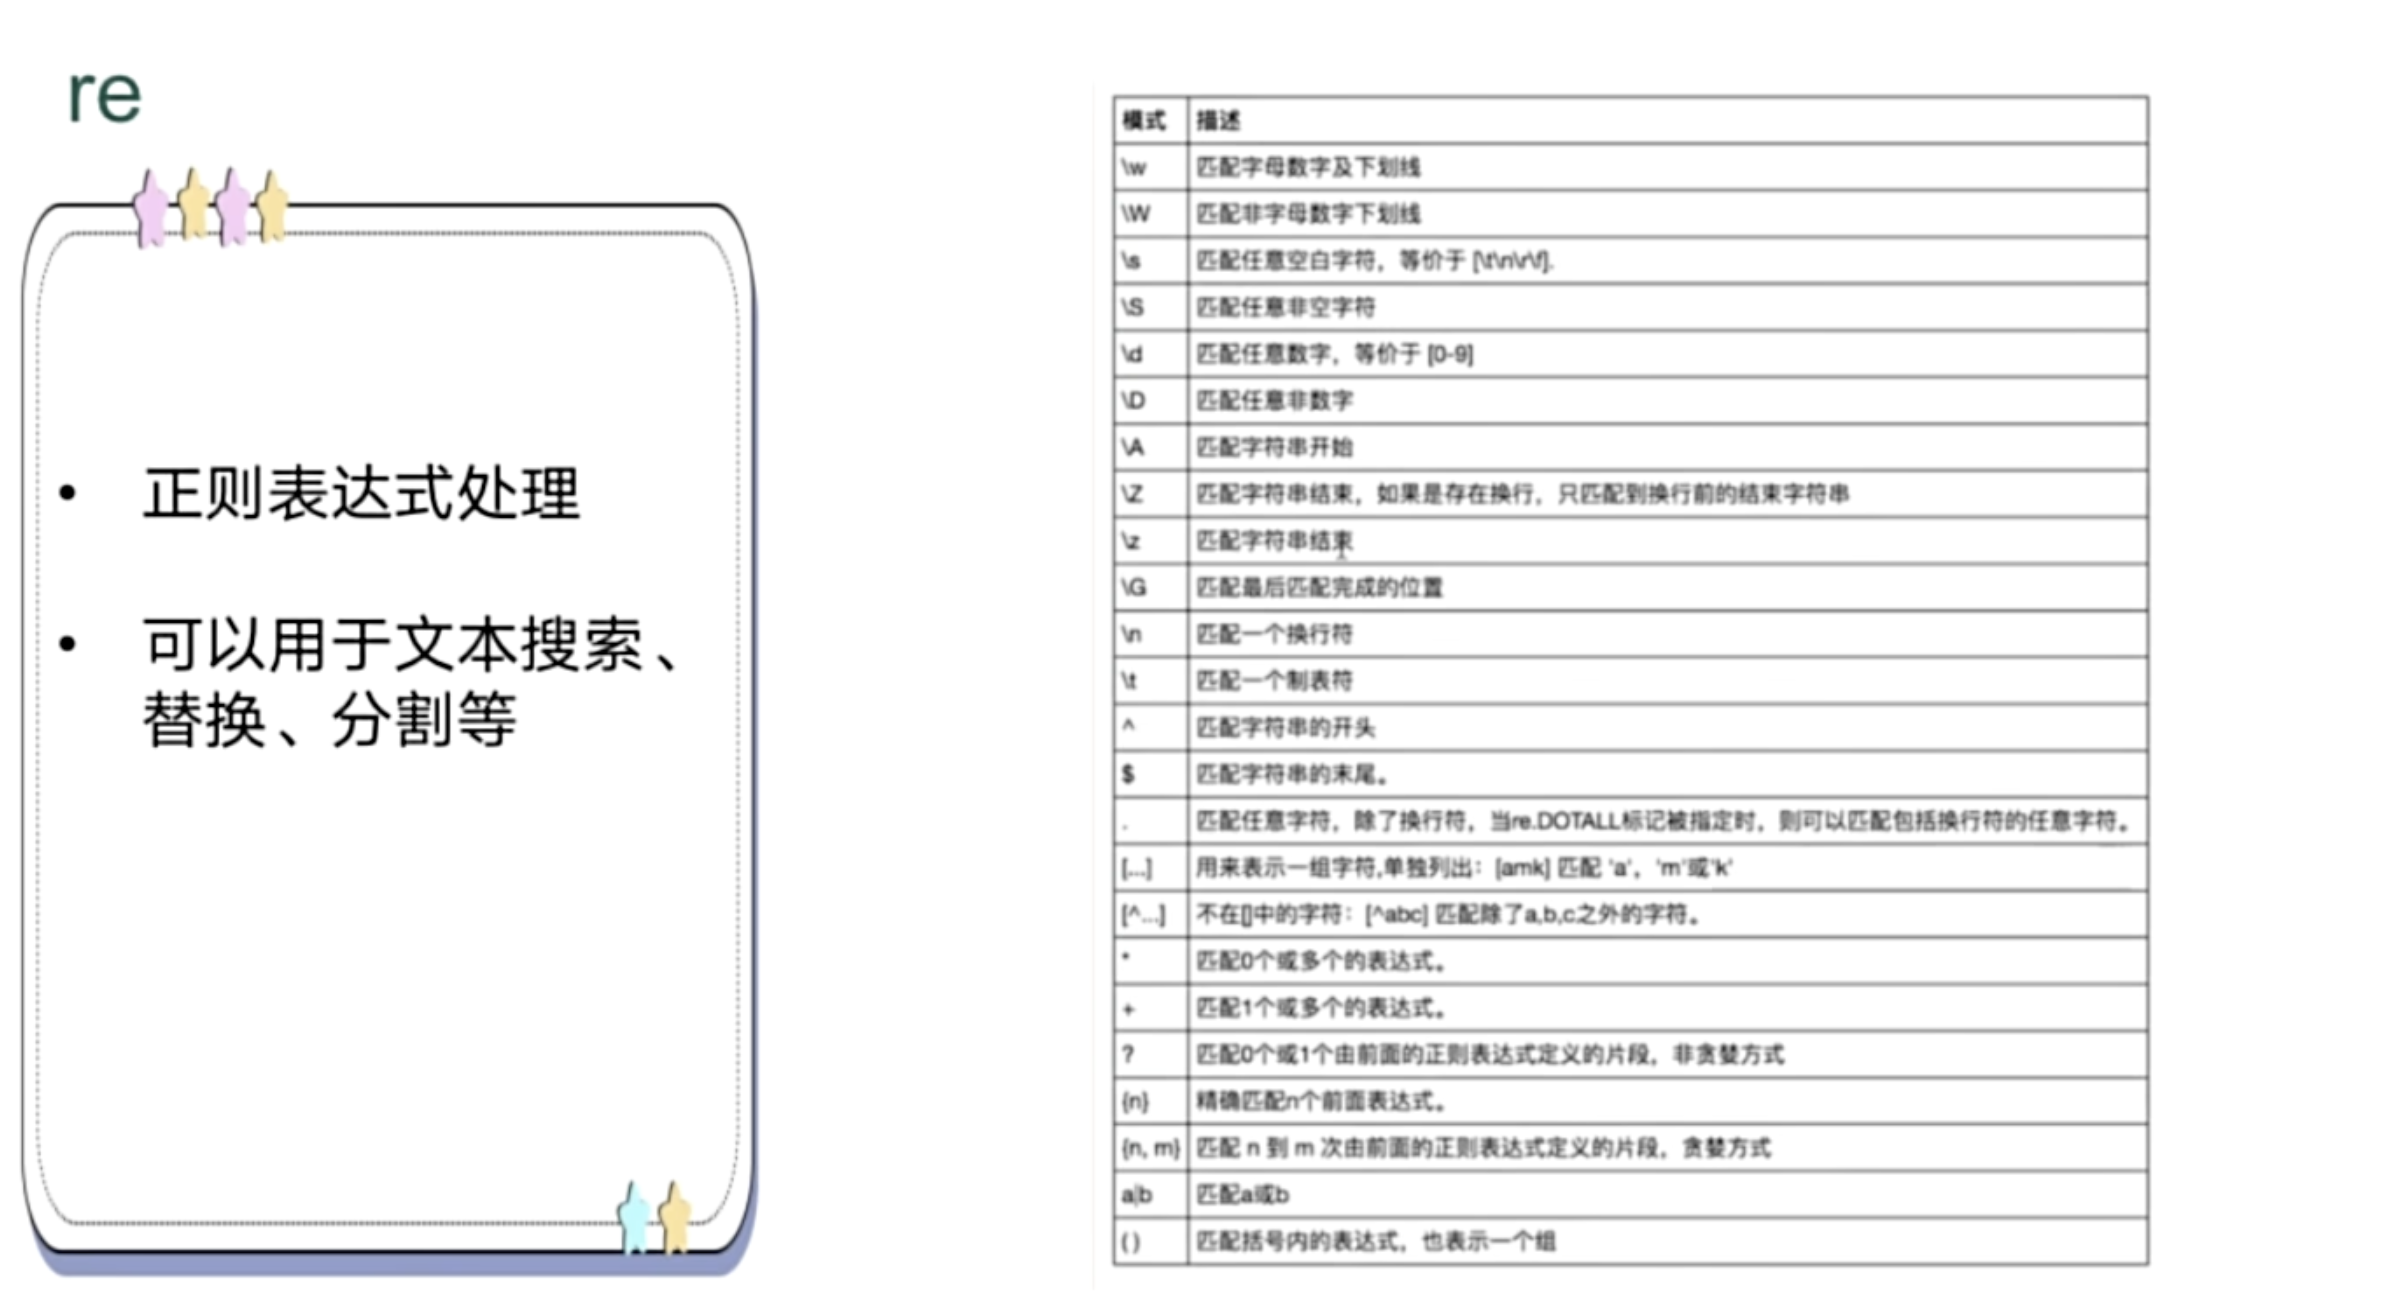 re
• 正则表达式处理
• 可以用于文本搜索、
替换、分割等
模式 描述
\w 匹配字母数字及下划线
\W 匹配非字母数字下划线
\s 匹配任意空白字符，等价于 [\t\n\r\f].
\S 匹配任意非空字符
\d 匹配任意数字，等价于 [0-9]
\D 匹配任意非数字
\A 匹配字符串开始
\Z 匹配字符串结束，如果是存在换行，只匹配到换行前的结束字符串
\z 匹配字符串结束
\G 匹配最后匹配完成的位置
\n 匹配一个换行符
\t 匹配一个制表符
^ 匹配字符串的开头
$ 匹配字符串的末尾。
. 匹配任意字符，除了换行符，当re.DOTALL标记被指定时，则可以匹配包括换行符的任意字符。
[...] 用来表示一组字符,单独列出：[amk] 匹配 'a'，'m'或'k'
[^...] 不在[]中的字符：[^abc] 匹配除了a,b,c之外的字符。
* 匹配0个或多个的表达式。
+ 匹配1个或多个的表达式。
? 匹配0个或1个由前面的正则表达式定义的片段，非贪婪方式
{n} 精确匹配n个前面表达式。
{n, m} 匹配 n 到 m 次由前面的正则表达式定义的片段，贪婪方式
a|b 匹配a或b
( ) 匹配括号内的表达式，也表示一个组